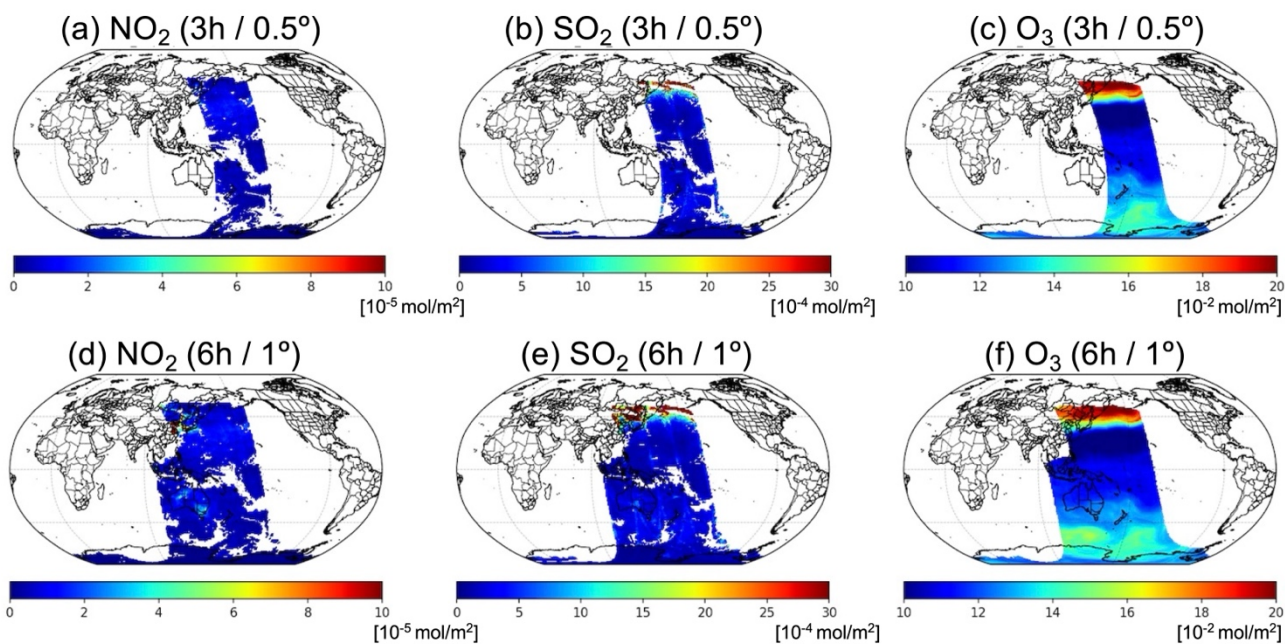 (a) NO₂ (3h / 0.5º)
(b) SO₂ (3h / 0.5º)
(c) O₃ (3h / 0.5º)
0 2 4 6 8 10
0 5 10 15 20 25 30
10 12 14 16 18 20
[10⁻⁵ mol/m²]
[10⁻⁴ mol/m²]
[10⁻² mol/m²]
(d) NO₂ (6h / 1º)
(e) SO₂ (6h / 1º)
(f) O₃ (6h / 1º)
0 2 4 6 8 10
0 5 10 15 20 25 30
10 12 14 16 18 20
[10⁻⁵ mol/m²]
[10⁻⁴ mol/m²]
[10⁻² mol/m²]